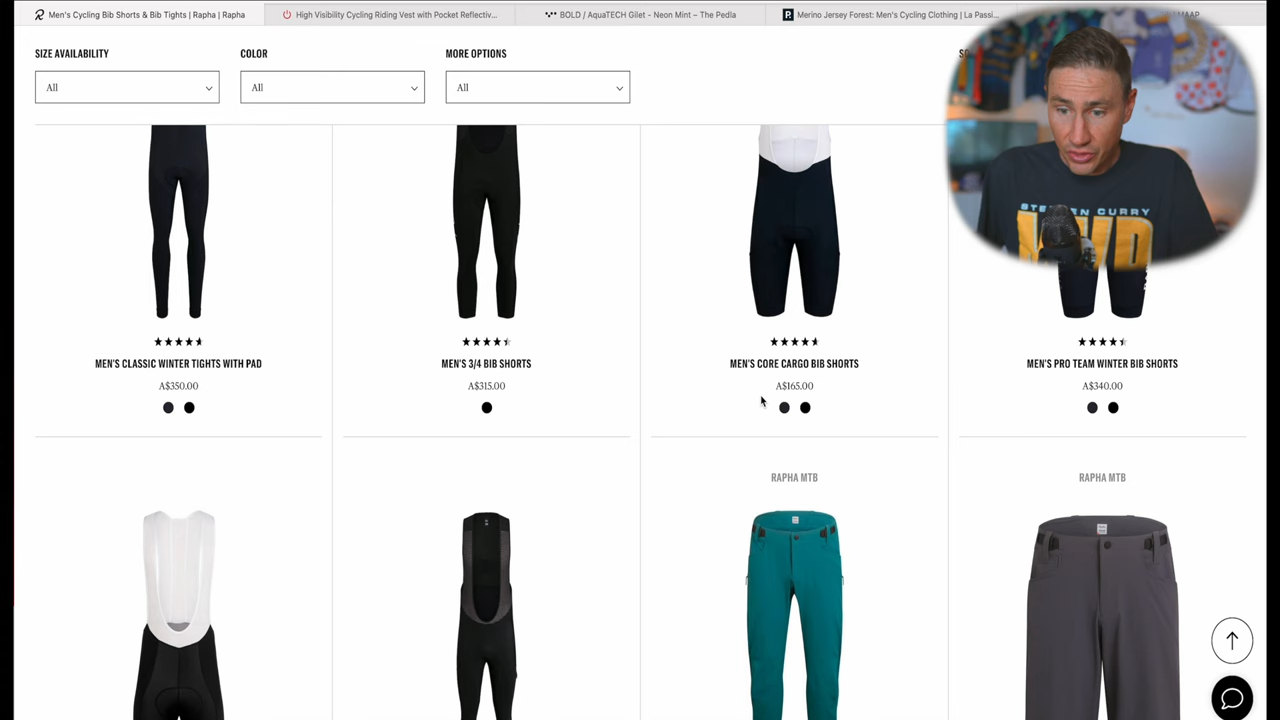 Men's Cycling Bib Shorts & Bib Tights | Rapha | Rapha
High Visibility Cycling Riding Vest with Pocket Reflectiv...
BOLD / AquaTECH Gilet - Neon Mint – The Pedla
Merino Jersey Forest: Men's Cycling Clothing | La Passi...
MAAP
SIZE AVAILABILITY
COLOR
MORE OPTIONS
All
All
All
STEPHEN CURRY
MEN'S CLASSIC WINTER TIGHTS WITH PAD
MEN'S 3/4 BIB SHORTS
MEN'S CORE CARGO BIB SHORTS
MEN'S PRO TEAM WINTER BIB SHORTS
A$350.00
A$315.00
A$165.00
A$340.00
RAPHA MTB
RAPHA MTB